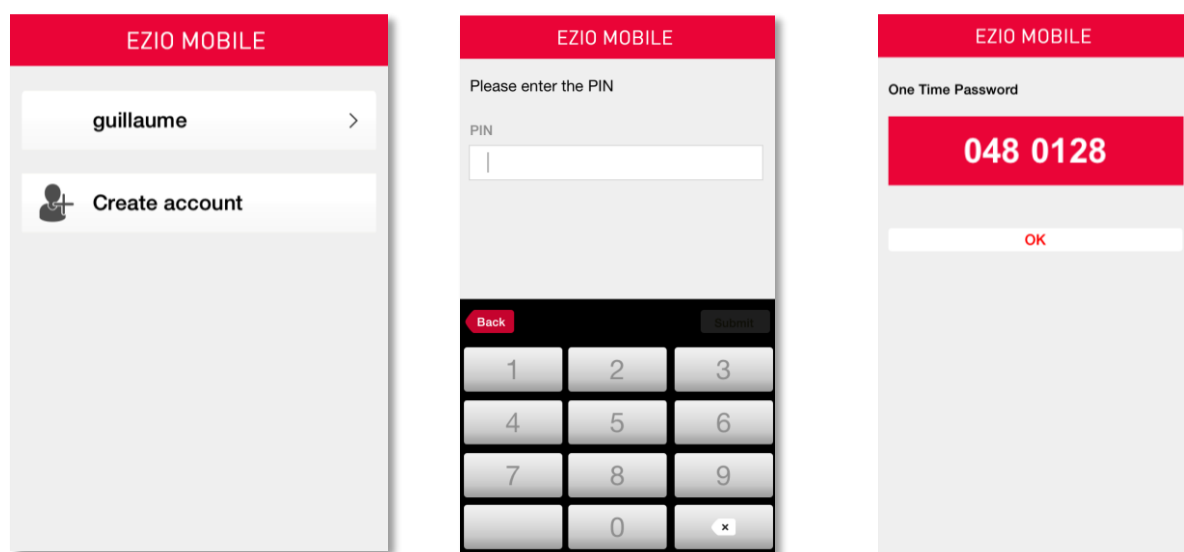 EZIO MOBILE
guillaume
Create account
EZIO MOBILE
Please enter the PIN
PIN
Back Submit
1 2 3
4 5 6
7 8 9
0 ×
EZIO MOBILE
One Time Password
048 0128
OK